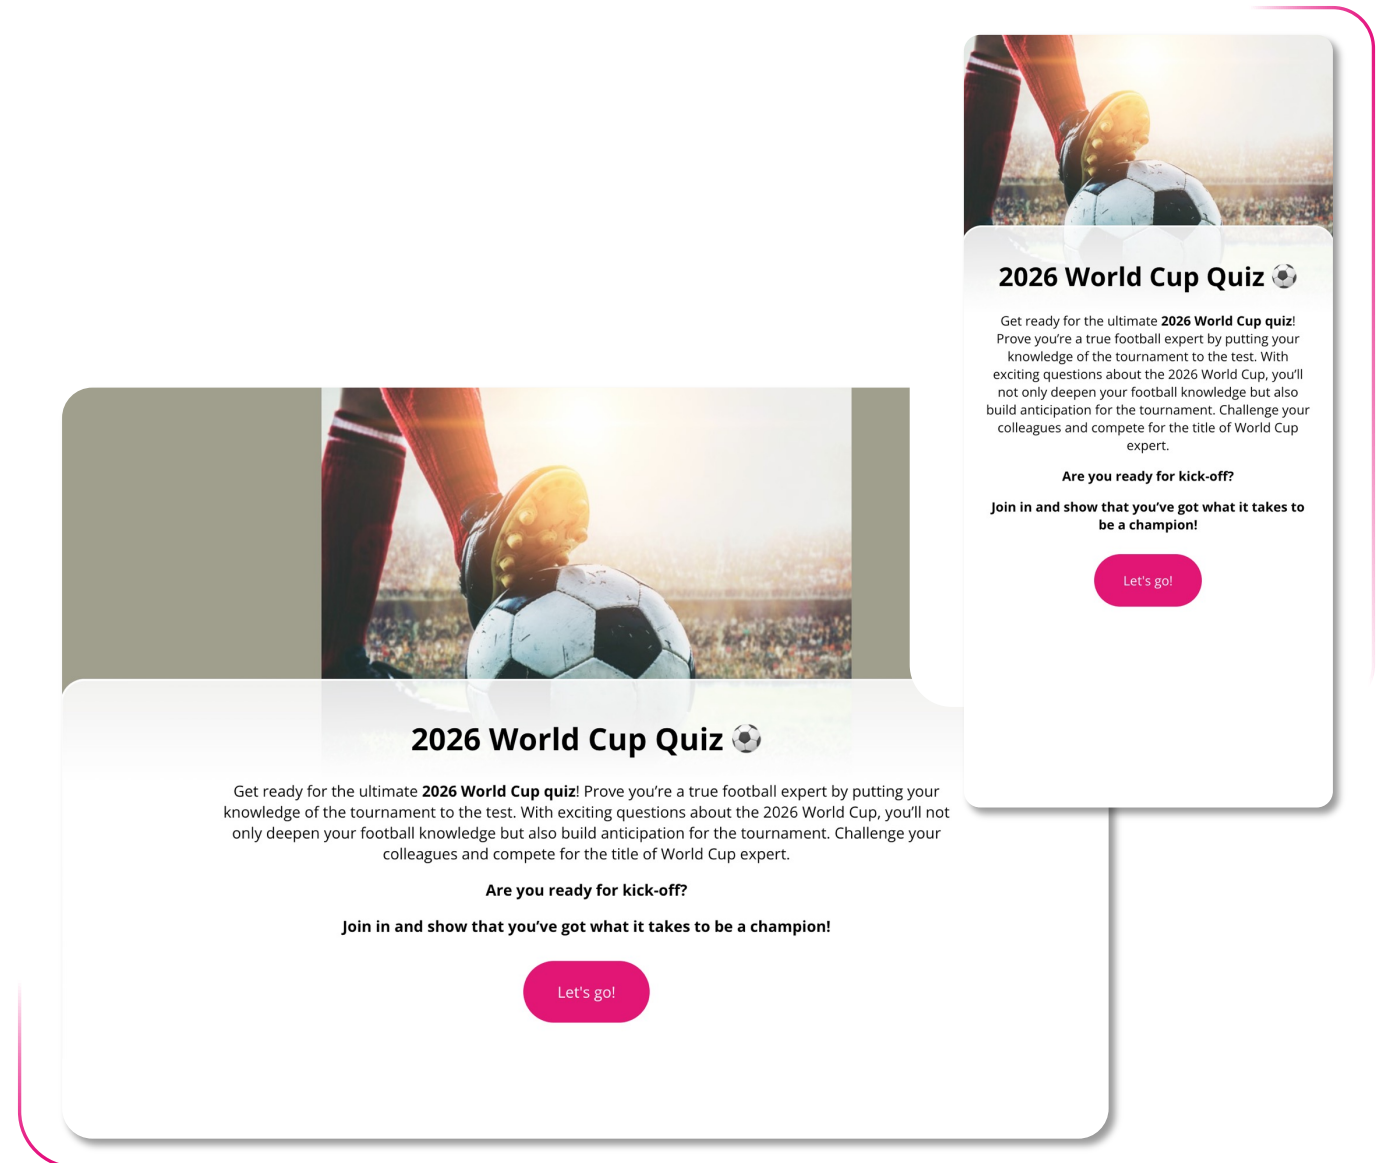 2026 World Cup Quiz ⚽
Get ready for the ultimate 2026 World Cup quiz!
Prove you’re a true football expert by putting your
knowledge of the tournament to the test. With
exciting questions about the 2026 World Cup, you’ll
not only deepen your football knowledge but also
build anticipation for the tournament. Challenge your
colleagues and compete for the title of World Cup
expert.
Are you ready for kick-off?
Join in and show that you’ve got what it takes to
be a champion!
Let's go!
2026 World Cup Quiz ⚽
Get ready for the ultimate 2026 World Cup quiz! Prove you’re a true football expert by putting your
knowledge of the tournament to the test. With exciting questions about the 2026 World Cup, you’ll not
only deepen your football knowledge but also build anticipation for the tournament. Challenge your
colleagues and compete for the title of World Cup expert.
Are you ready for kick-off?
Join in and show that you’ve got what it takes to be a champion!
Let's go!